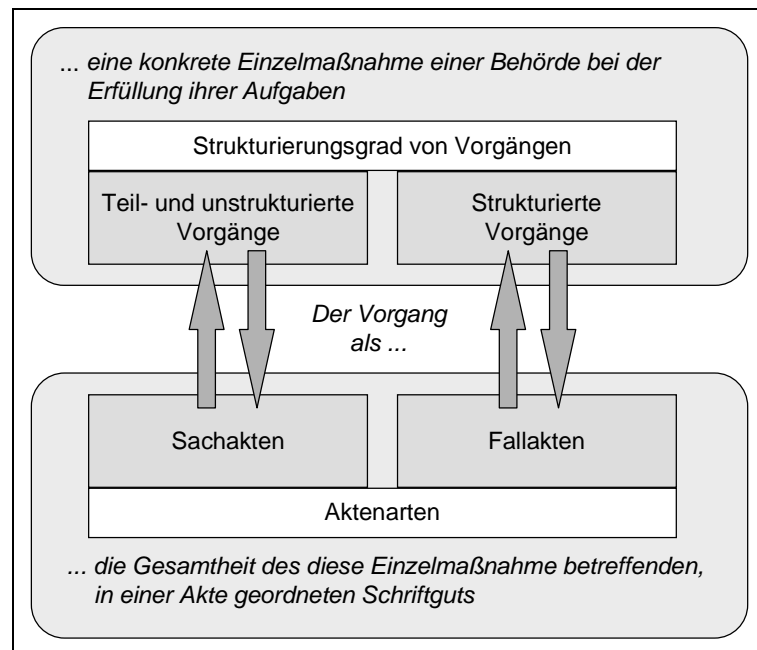 ... eine konkrete Einzelmaßnahme einer Behörde bei der
Erfüllung ihrer Aufgaben
Strukturierungsgrad von Vorgängen
Teil- und unstrukturierte
Vorgänge
Strukturierte
Vorgänge
Der Vorgang
als ...
Sachakten
Fallakten
Aktenarten
... die Gesamtheit des diese Einzelmaßnahme betreffenden,
in einer Akte geordneten Schriftguts